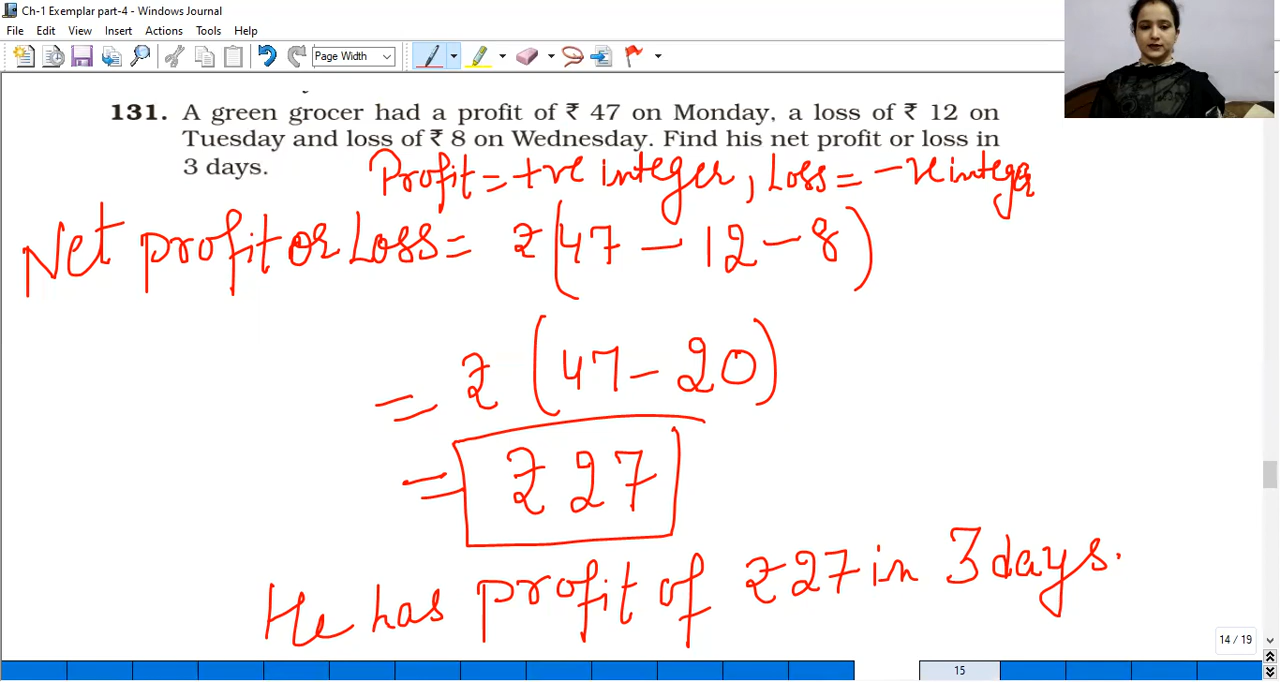 Ch-1 Exemplar part-4 - Windows Journal
File Edit View Insert Actions Tools Help
Page Width
131. A green grocer had a profit of ₹ 47 on Monday, a loss of ₹ 12 on
Tuesday and loss of ₹ 8 on Wednesday. Find his net profit or loss in
3 days.
Profit = +ve integer, Loss = -ve integer
Net profit or Loss = ₹ (47 - 12 - 8)
= ₹ (47 - 20)
= ₹ 27
He has profit of ₹27 in 3 days.
14 / 19
15